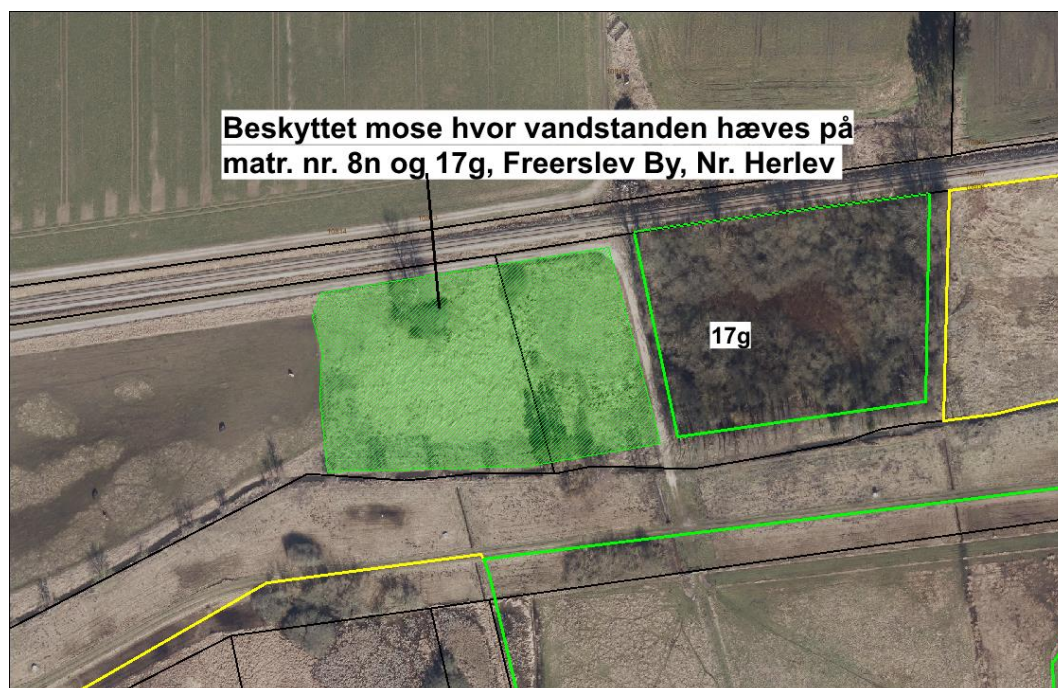 Beskyttet mose hvor vandstanden hæves på
matr. nr. 8n og 17g, Freerslev By, Nr. Herlev
17g